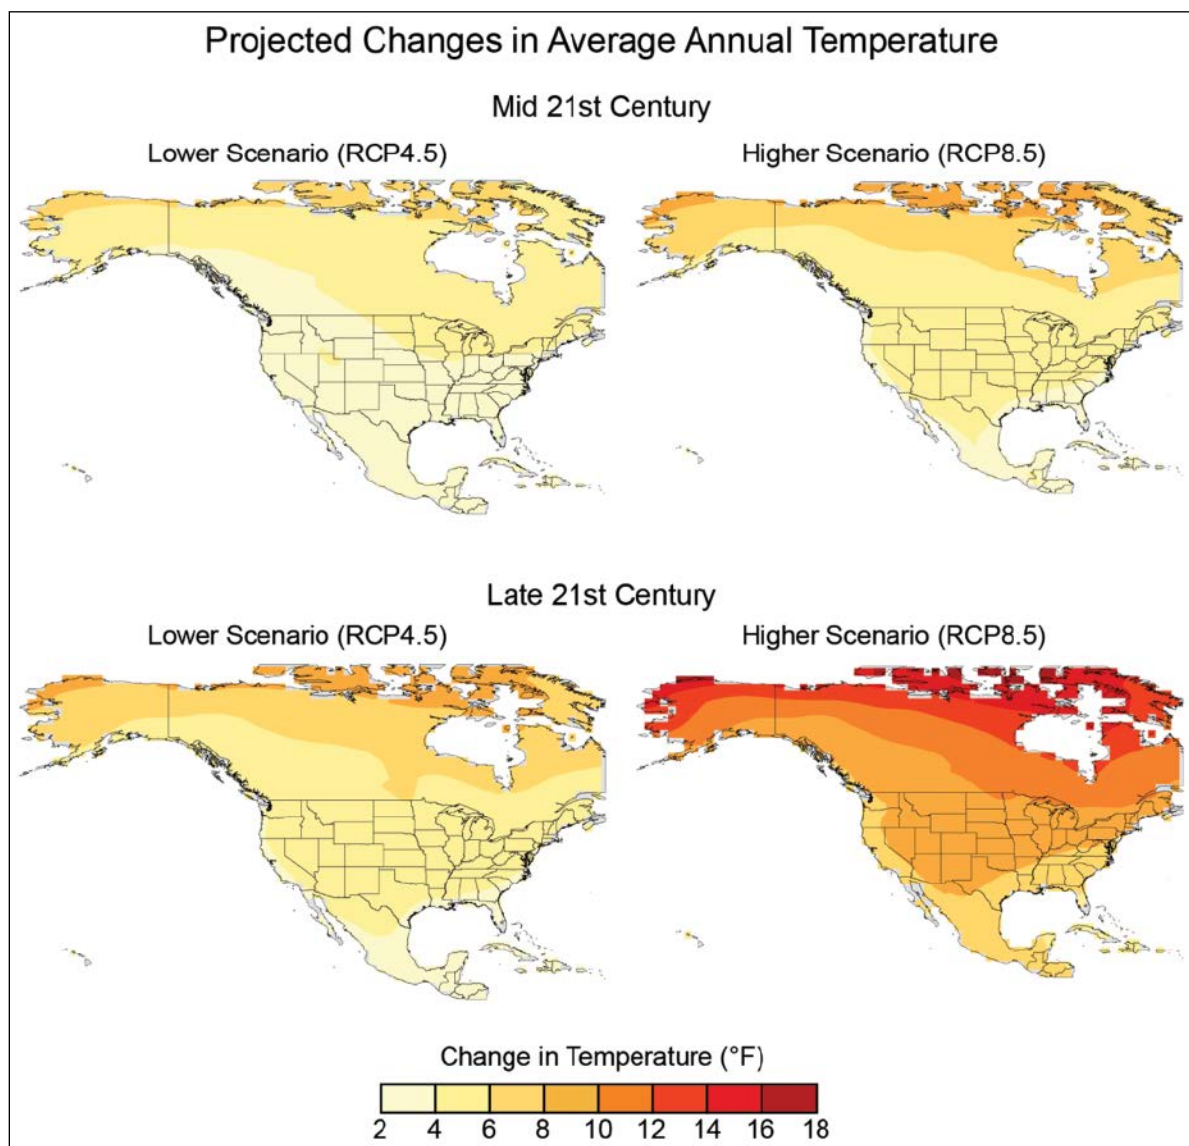 Projected Changes in Average Annual Temperature
Mid 21st Century
Lower Scenario (RCP4.5)
Higher Scenario (RCP8.5)
Late 21st Century
Lower Scenario (RCP4.5)
Higher Scenario (RCP8.5)
Change in Temperature (°F)
2 4 6 8 10 12 14 16 18